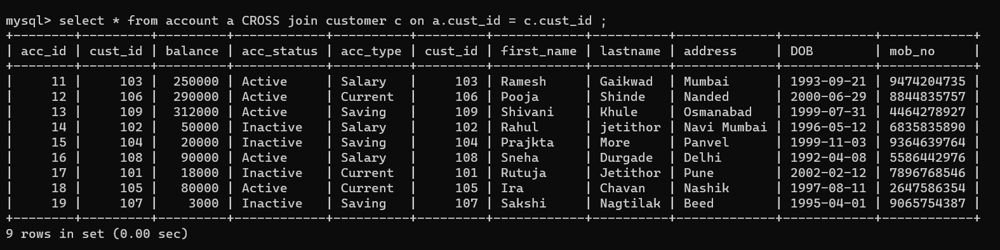 mysql> select * from account a CROSS join customer c on a.cust_id = c.cust_id ;
+--------+---------+---------+------------+----------+---------+------------+----------+-------------+------------+------------+
| acc_id | cust_id | balance | acc_status | acc_type | cust_id | first_name | lastname | address     | DOB        | mob_no     |
+--------+---------+---------+------------+----------+---------+------------+----------+-------------+------------+------------+
|     11 |     103 |  250000 | Active     | Salary   |     103 | Ramesh     | Gaikwad  | Mumbai      | 1993-09-21 | 9474204735 |
|     12 |     106 |  290000 | Active     | Current  |     106 | Pooja      | Shinde   | Nanded      | 2000-06-29 | 8844835757 |
|     13 |     109 |  312000 | Active     | Saving   |     109 | Shivani    | Khule    | Osmanabad   | 1999-07-31 | 4464278927 |
|     14 |     102 |   50000 | Inactive   | Salary   |     102 | Rahul      | jetithor | Navi Mumbai | 1996-05-12 | 6835835890 |
|     15 |     104 |   20000 | Inactive   | Saving   |     104 | Prajkta    | More     | Panvel      | 1999-11-03 | 9364639764 |
|     16 |     108 |   90000 | Active     | Salary   |     108 | Sneha      | Durgade  | Delhi       | 1992-04-08 | 5586442976 |
|     17 |     101 |   18000 | Inactive   | Current  |     101 | Rutuja     | Jetithor | Pune        | 2002-02-12 | 7896768546 |
|     18 |     105 |   80000 | Active     | Current  |     105 | Ira        | Chavan   | Nashik      | 1997-08-11 | 2647586354 |
|     19 |     107 |    3000 | Inactive   | Saving   |     107 | Sakshi     | Nagtilak | Beed        | 1995-04-01 | 9065754387 |
+--------+---------+---------+------------+----------+---------+------------+----------+-------------+------------+------------+
9 rows in set (0.00 sec)